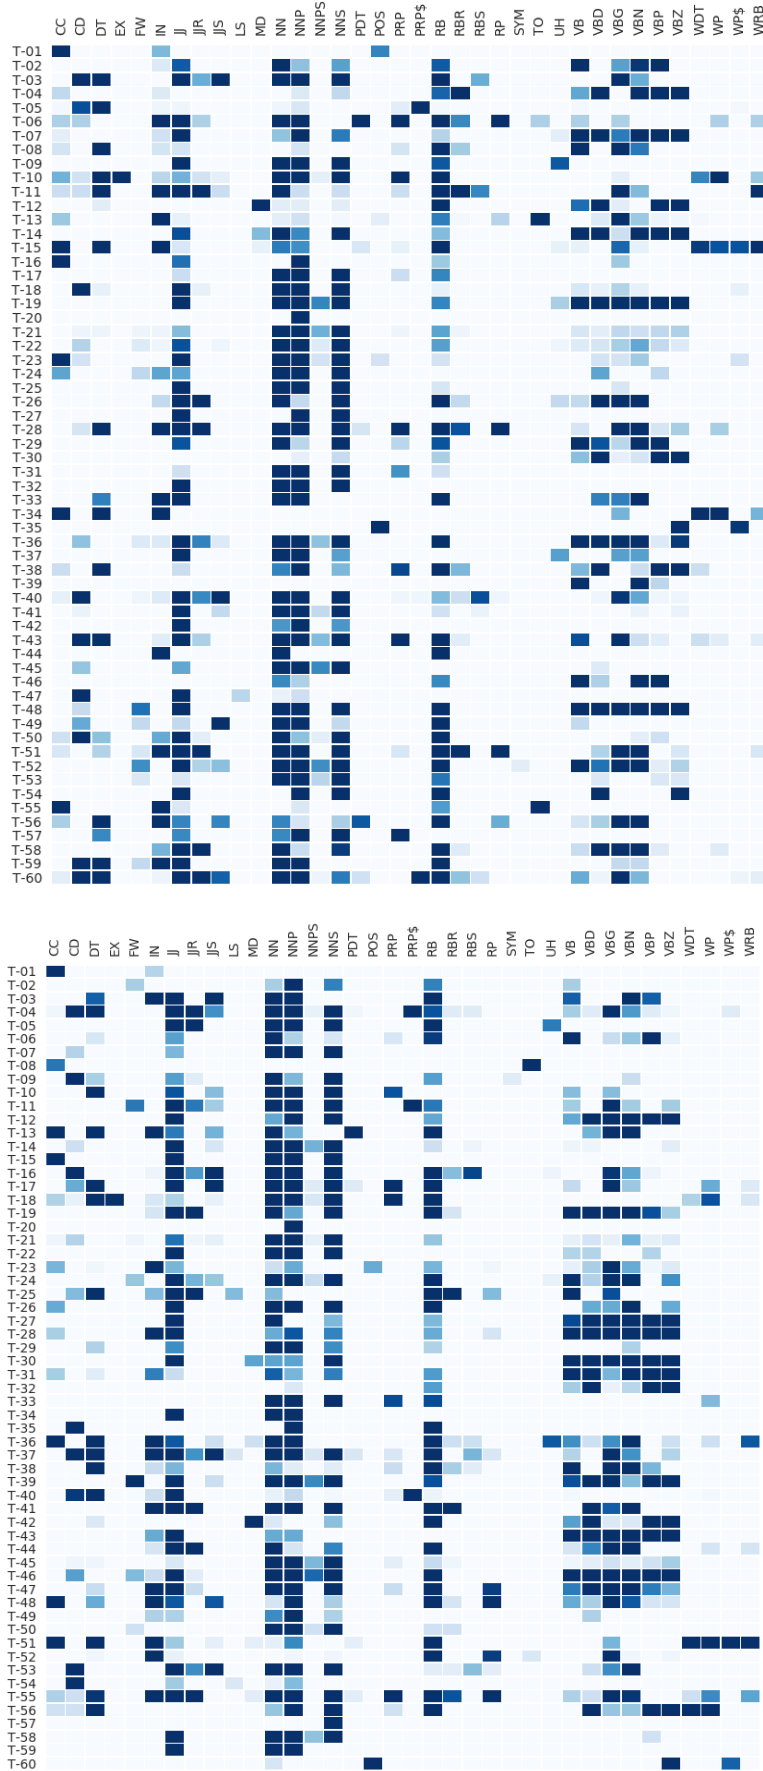 CC CD DT EX FW IN JJ JJR JJS LS MD NN NNP NNPS NNS PDT POS PRP PRP$ RB RBR RBS RP SYM TO UH VB VBD VBG VBN VBP VBZ WDT WP WP$ WRB
T-01
T-02
T-03
T-04
T-05
T-06
T-07
T-08
T-09
T-10
T-11
T-12
T-13
T-14
T-15
T-16
T-17
T-18
T-19
T-20
T-21
T-22
T-23
T-24
T-25
T-26
T-27
T-28
T-29
T-30
T-31
T-32
T-33
T-34
T-35
T-36
T-37
T-38
T-39
T-40
T-41
T-42
T-43
T-44
T-45
T-46
T-47
T-48
T-49
T-50
T-51
T-52
T-53
T-54
T-55
T-56
T-57
T-58
T-59
T-60
CC CD DT EX FW IN JJ JJR JJS LS MD NN NNP NNPS NNS PDT POS PRP PRP$ RB RBR RBS RP SYM TO UH VB VBD VBG VBN VBP VBZ WDT WP WP$ WRB
T-01
T-02
T-03
T-04
T-05
T-06
T-07
T-08
T-09
T-10
T-11
T-12
T-13
T-14
T-15
T-16
T-17
T-18
T-19
T-20
T-21
T-22
T-23
T-24
T-25
T-26
T-27
T-28
T-29
T-30
T-31
T-32
T-33
T-34
T-35
T-36
T-37
T-38
T-39
T-40
T-41
T-42
T-43
T-44
T-45
T-46
T-47
T-48
T-49
T-50
T-51
T-52
T-53
T-54
T-55
T-56
T-57
T-58
T-59
T-60